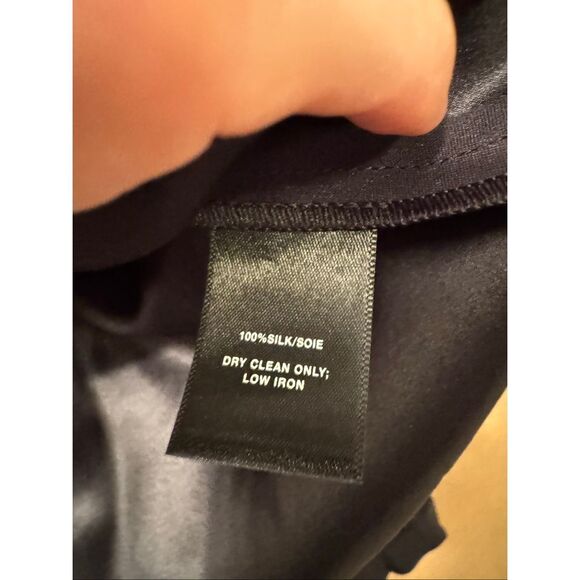 100%SILK/SOIE
DRY CLEAN ONLY;
LOW IRON